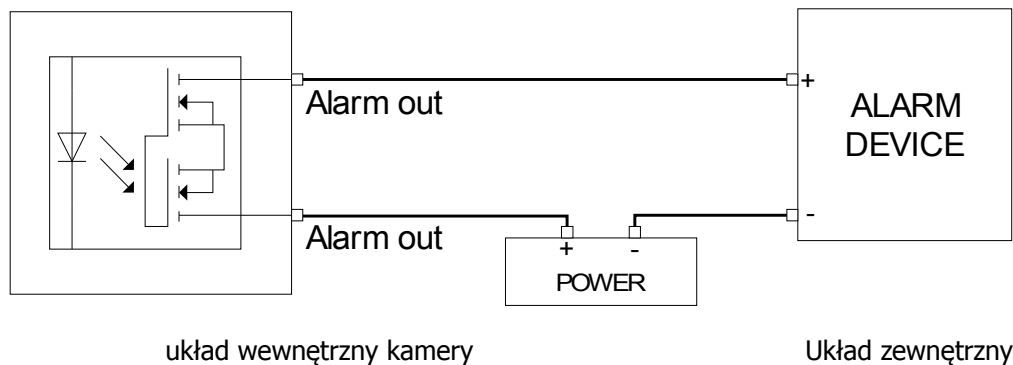 Alarm out
+
ALARM
DEVICE
Alarm out
-
+ -
POWER
układ wewnętrzny kamery
Układ zewnętrzny